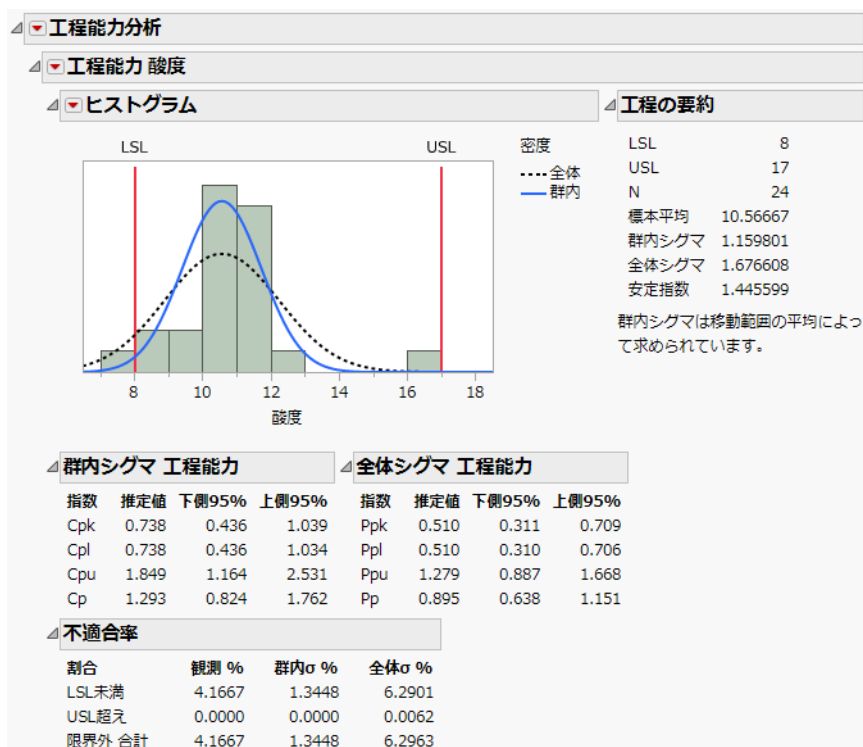 工程能力分析
工程能力 酸度
ヒストグラム
LSL USL
密度
全体
群内
8 10 12 14 16 18
酸度
工程の要約
LSL 8
USL 17
N 24
標本平均 10.56667
群内シグマ 1.159801
全体シグマ 1.676608
安定指数 1.445599
群内シグマは移動範囲の平均によっ
て求められています。
群内シグマ 工程能力
指数 推定値 下側95% 上側95%
Cpk 0.738 0.436 1.039
Cpl 0.738 0.436 1.034
Cpu 1.849 1.164 2.531
Cp 1.293 0.824 1.762
全体シグマ 工程能力
指数 推定値 下側95% 上側95%
Ppk 0.510 0.311 0.709
Ppl 0.510 0.310 0.706
Ppu 1.279 0.887 1.668
Pp 0.895 0.638 1.151
不適合率
割合 観測 % 群内σ % 全体σ %
LSL未満 4.1667 1.3448 6.2901
USL超え 0.0000 0.0000 0.0062
限界外 合計 4.1667 1.3448 6.2963